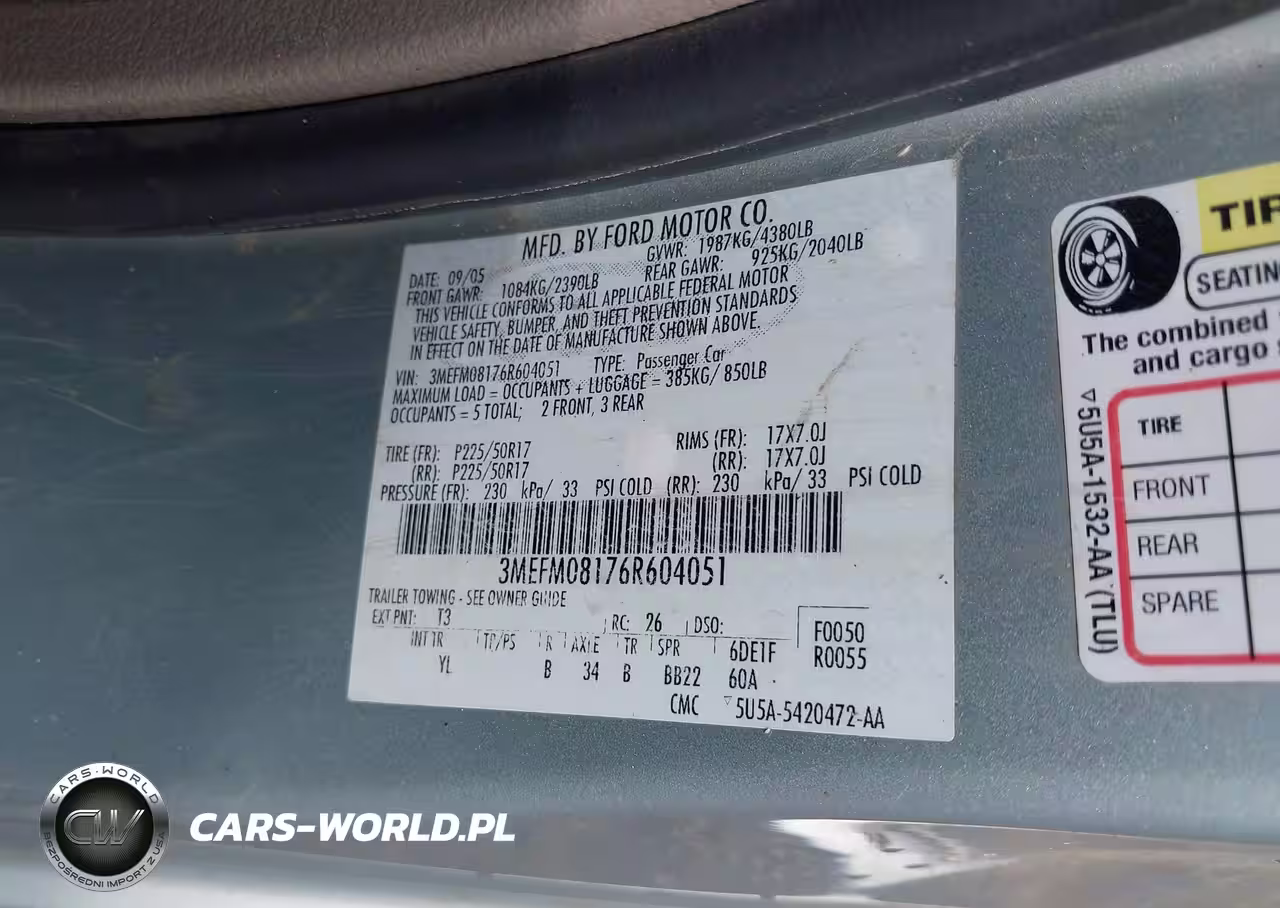 MFD. BY FORD MOTOR CO.
DATE: 09/05 GVWR: 1987KG/4380LB
FRONT GAWR: 1084KG/2390LB REAR GAWR: 925KG/2040LB
THIS VEHICLE CONFORMS TO ALL APPLICABLE FEDERAL MOTOR
VEHICLE SAFETY, BUMPER, AND THEFT PREVENTION STANDARDS
IN EFFECT ON THE DATE OF MANUFACTURE SHOWN ABOVE.
VIN: 3MEFM08176R604051 TYPE: Passenger Car
MAXIMUM LOAD = OCCUPANTS + LUGGAGE = 385KG/ 850LB
OCCUPANTS = 5 TOTAL; 2 FRONT, 3 REAR
TIRE (FR): P225/50R17 RIMS (FR): 17X7.0J
(RR): P225/50R17 (RR): 17X7.0J
PRESSURE (FR): 230 kPa/ 33 PSI COLD (RR): 230 kPa/ 33 PSI COLD
3MEFM08176R604051
TRAILER TOWING - SEE OWNER GUIDE
EXT PNT: T3 RC: 26 DSO: F0050
INT TR TP/PS R AXLE TR SPR 6DE1F R0055
YL B 34 B BB22 60A
CMC ▽5U5A-5420472-AA
SEATING
The combined
and cargo
▽5U5A-1532-AA (TLU)
TIRE
FRONT
REAR
SPARE
CARS-WORLD
CW
BEZPOŚREDNI IMPORT Z USA
CARS-WORLD.PL